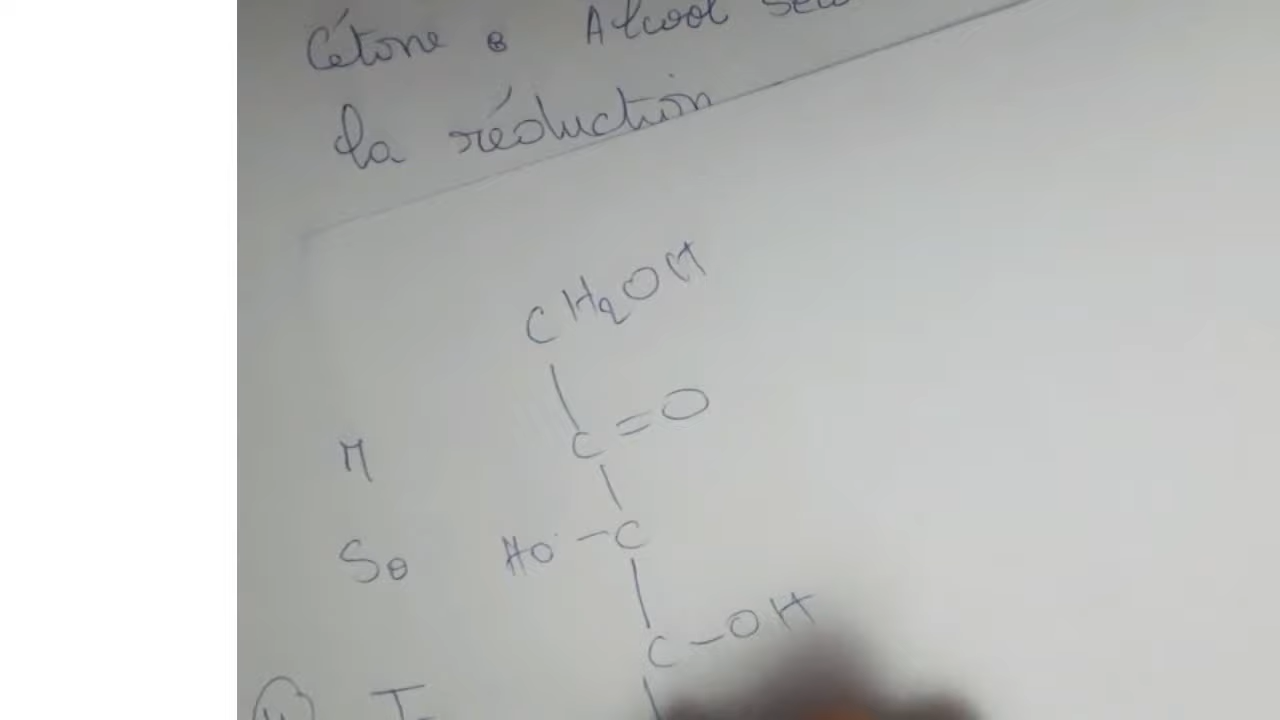 Cétone Alcool
la réduction
CH2OH
C=O
M
HO-C
So
C-OH